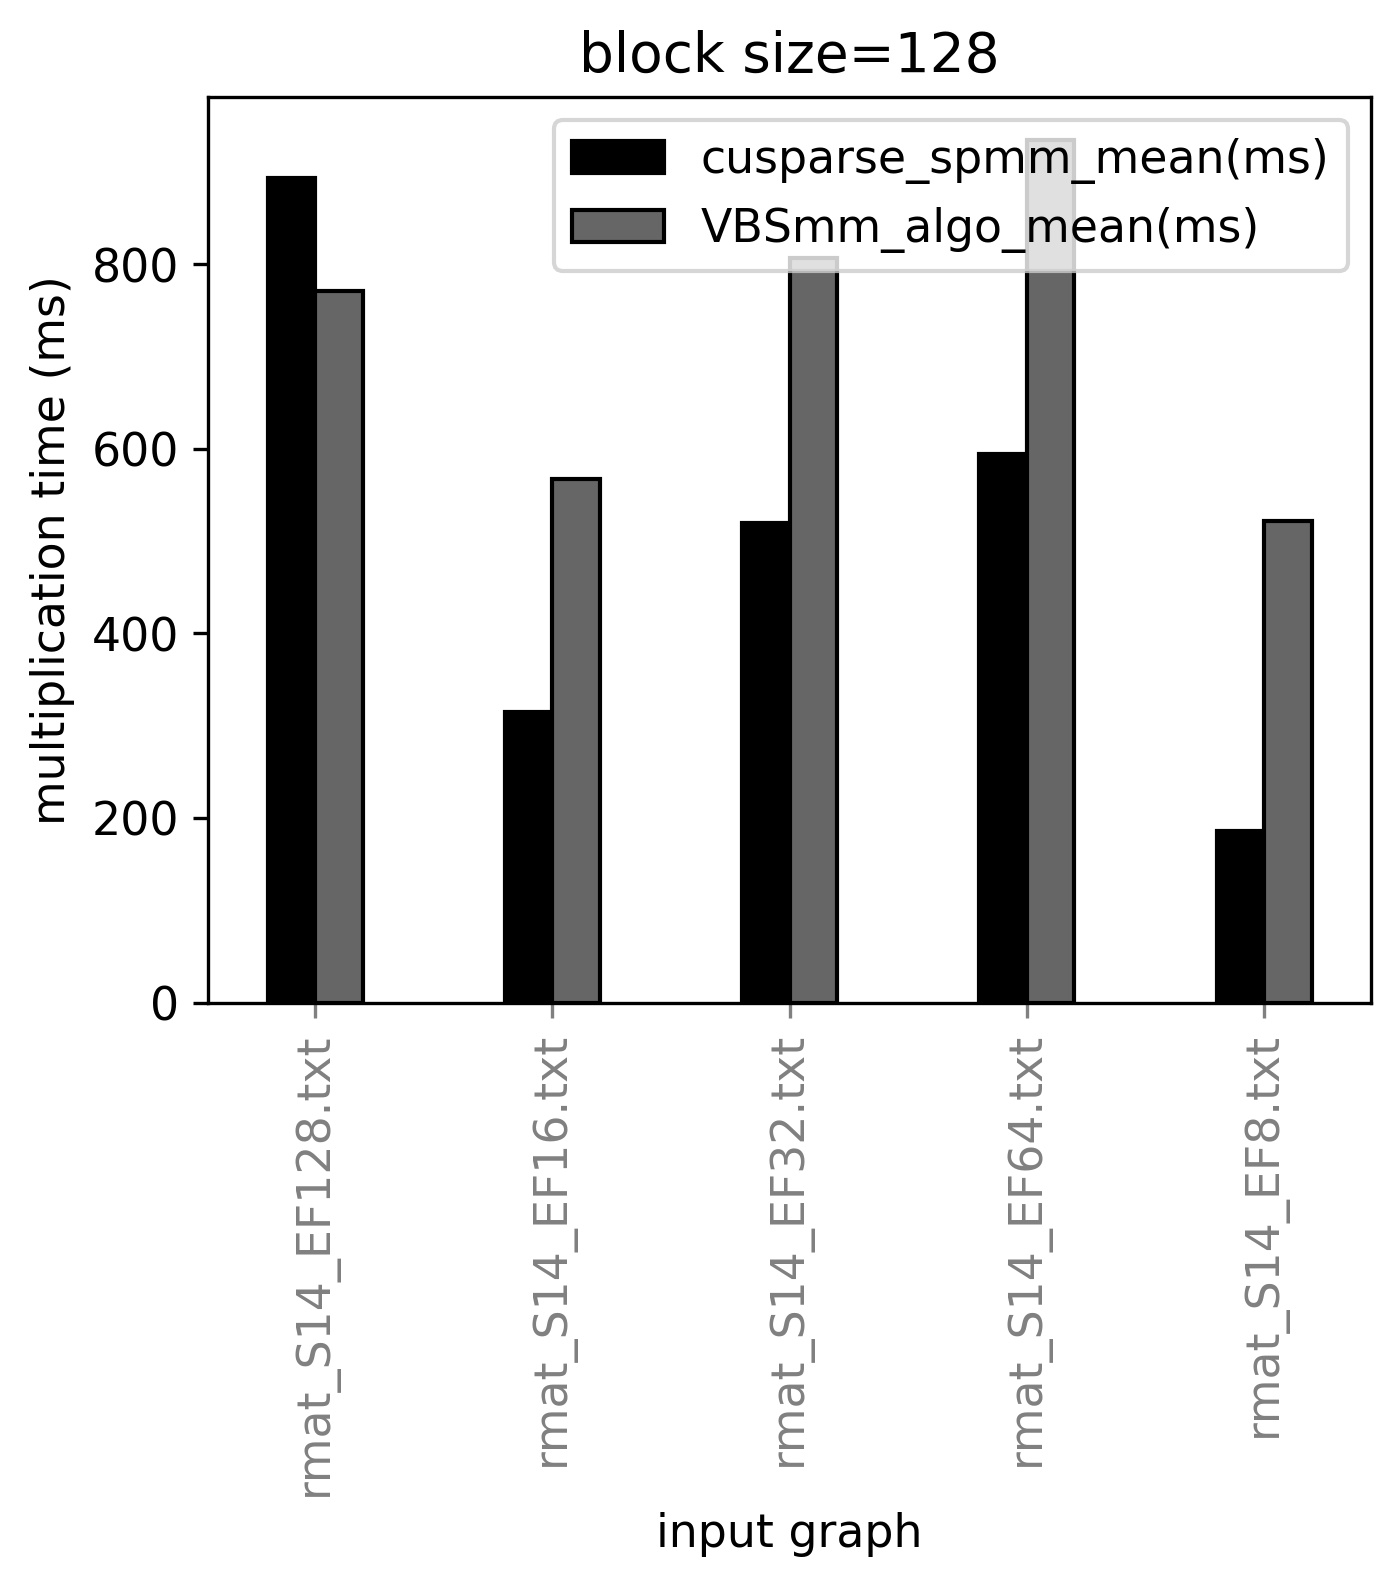 block size=128
cusparse_spmm_mean(ms)
VBSmm_algo_mean(ms)
multiplication time (ms)
800
600
400
200
0
rmat_S14_EF128.txt
rmat_S14_EF16.txt
rmat_S14_EF32.txt
rmat_S14_EF64.txt
rmat_S14_EF8.txt
input graph